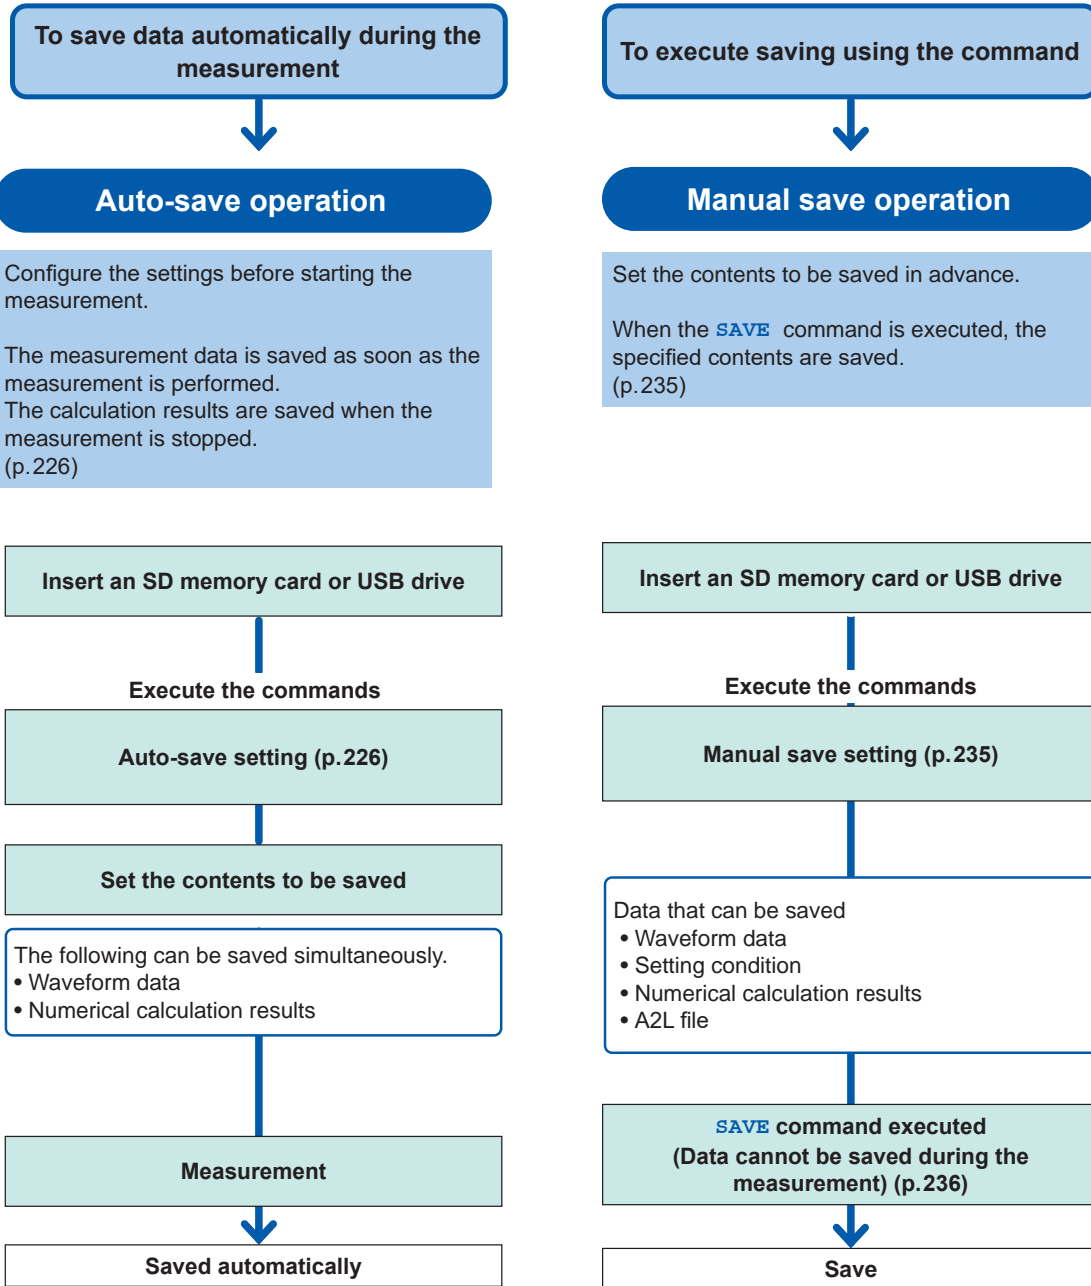 To save data automatically during the
measurement
Auto-save operation
Configure the settings before starting the
measurement.
The measurement data is saved as soon as the
measurement is performed.
The calculation results are saved when the
measurement is stopped.
(p.226)
Insert an SD memory card or USB drive
Execute the commands
Auto-save setting (p.226)
Set the contents to be saved
The following can be saved simultaneously.
• Waveform data
• Numerical calculation results
Measurement
Saved automatically
To execute saving using the command
Manual save operation
Set the contents to be saved in advance.
When the SAVE command is executed, the
specified contents are saved.
(p.235)
Insert an SD memory card or USB drive
Execute the commands
Manual save setting (p.235)
Data that can be saved
• Waveform data
• Setting condition
• Numerical calculation results
• A2L file
SAVE command executed
(Data cannot be saved during the
measurement) (p.236)
Save